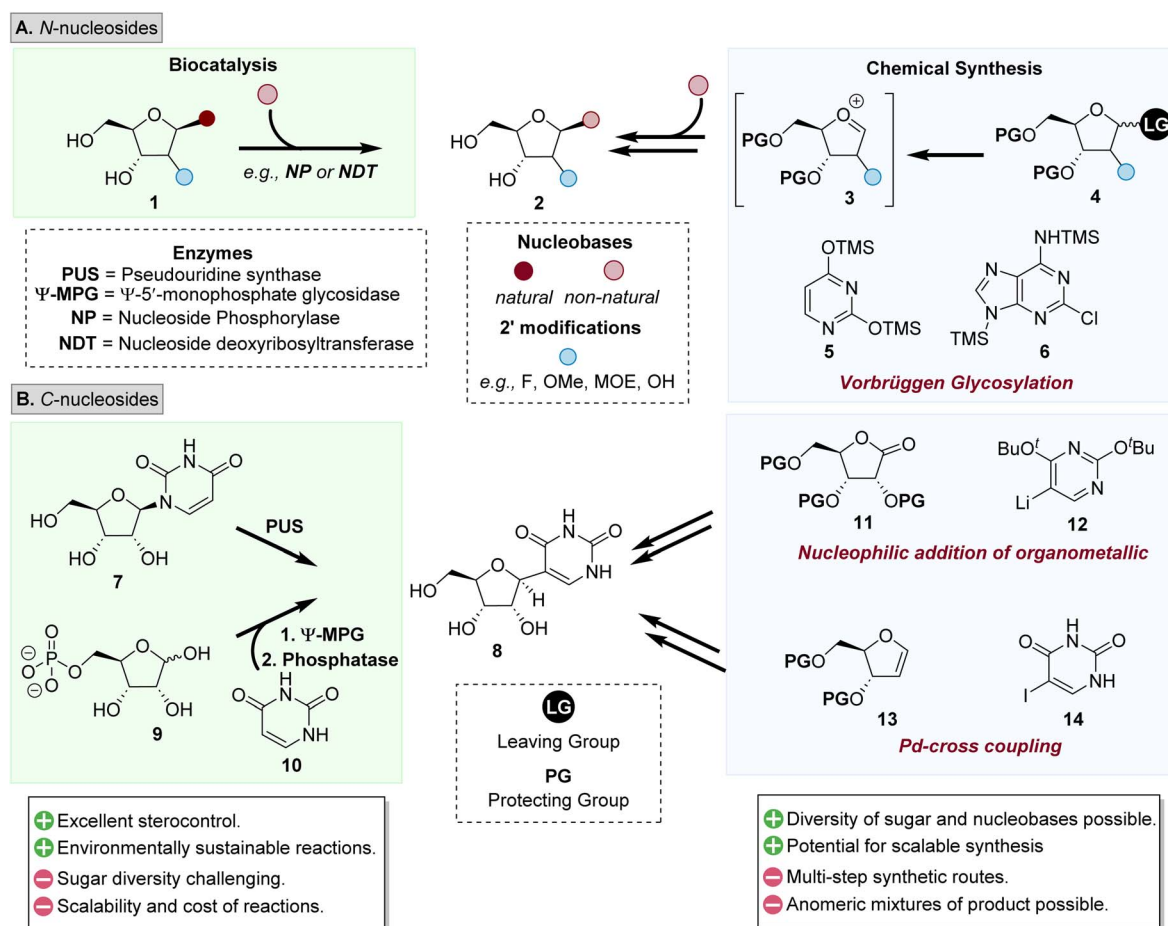 A. N-nucleosides
Biocatalysis
HO
O
HO
1
e.g., NP or NDT
HO
O
HO
2
Chemical Synthesis
PGO
O
⊕
PGO
3
PGO
O
LG
PGO
4
Enzymes
PUS = Pseudouridine synthase
Ψ-MPG = Ψ-5′-monophosphate glycosidase
NP = Nucleoside Phosphorylase
NDT = Nucleoside deoxyribosyltransferase
Nucleobases
natural non-natural
2' modifications
e.g., F, OMe, MOE, OH
OTMS
N
N
OTMS
5
NHTMS
N
N
N
N
Cl
TMS
6
Vorbrüggen Glycosylation
B. C-nucleosides
H
O
N
O
HO
O
N
HO
OH
7
PUS
O
O
P
O
O
⊖
⊖
O
OH
HO
OH
9
1. Ψ-MPG
2. Phosphatase
O
H
N
O
NH
10
H
O
N
O
HO
O
NH
H
HO
OH
8
LG
Leaving Group
PG
Protecting Group
PGO
O
O
PGO
OPG
11
BuOᵗ
N
OᵗBu
N
Li
12
Nucleophilic addition of organometallic
PGO
O
PGO
13
H
O
N
O
NH
I
14
Pd-cross coupling
+ Excellent sterocontrol.
+ Environmentally sustainable reactions.
− Sugar diversity challenging.
− Scalability and cost of reactions.
+ Diversity of sugar and nucleobases possible.
+ Potential for scalable synthesis
− Multi-step synthetic routes.
− Anomeric mixtures of product possible.